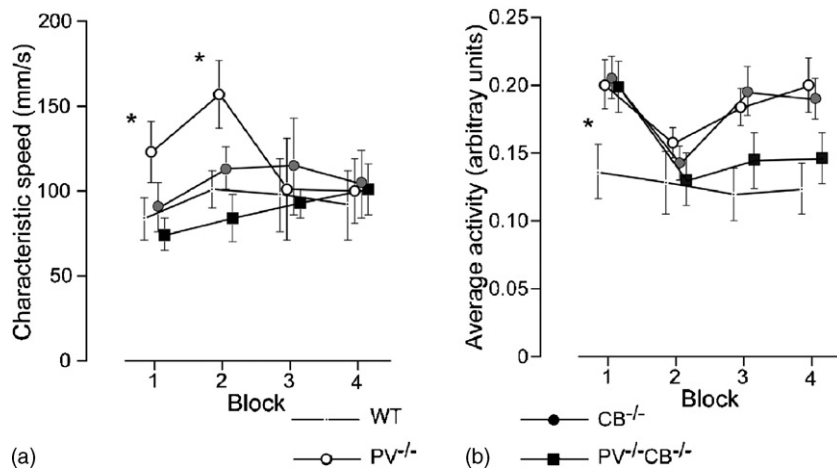 Characteristic speed (mm/s)
200
150
100
50
0
*
*
1
2
3
4
Block
(a)
Average activity (arbitray units)
0.25
0.20
0.15
0.10
0.05
0
*
1
2
3
4
Block
(b)
WT
PV-/-
CB-/-
PV-/-CB-/-